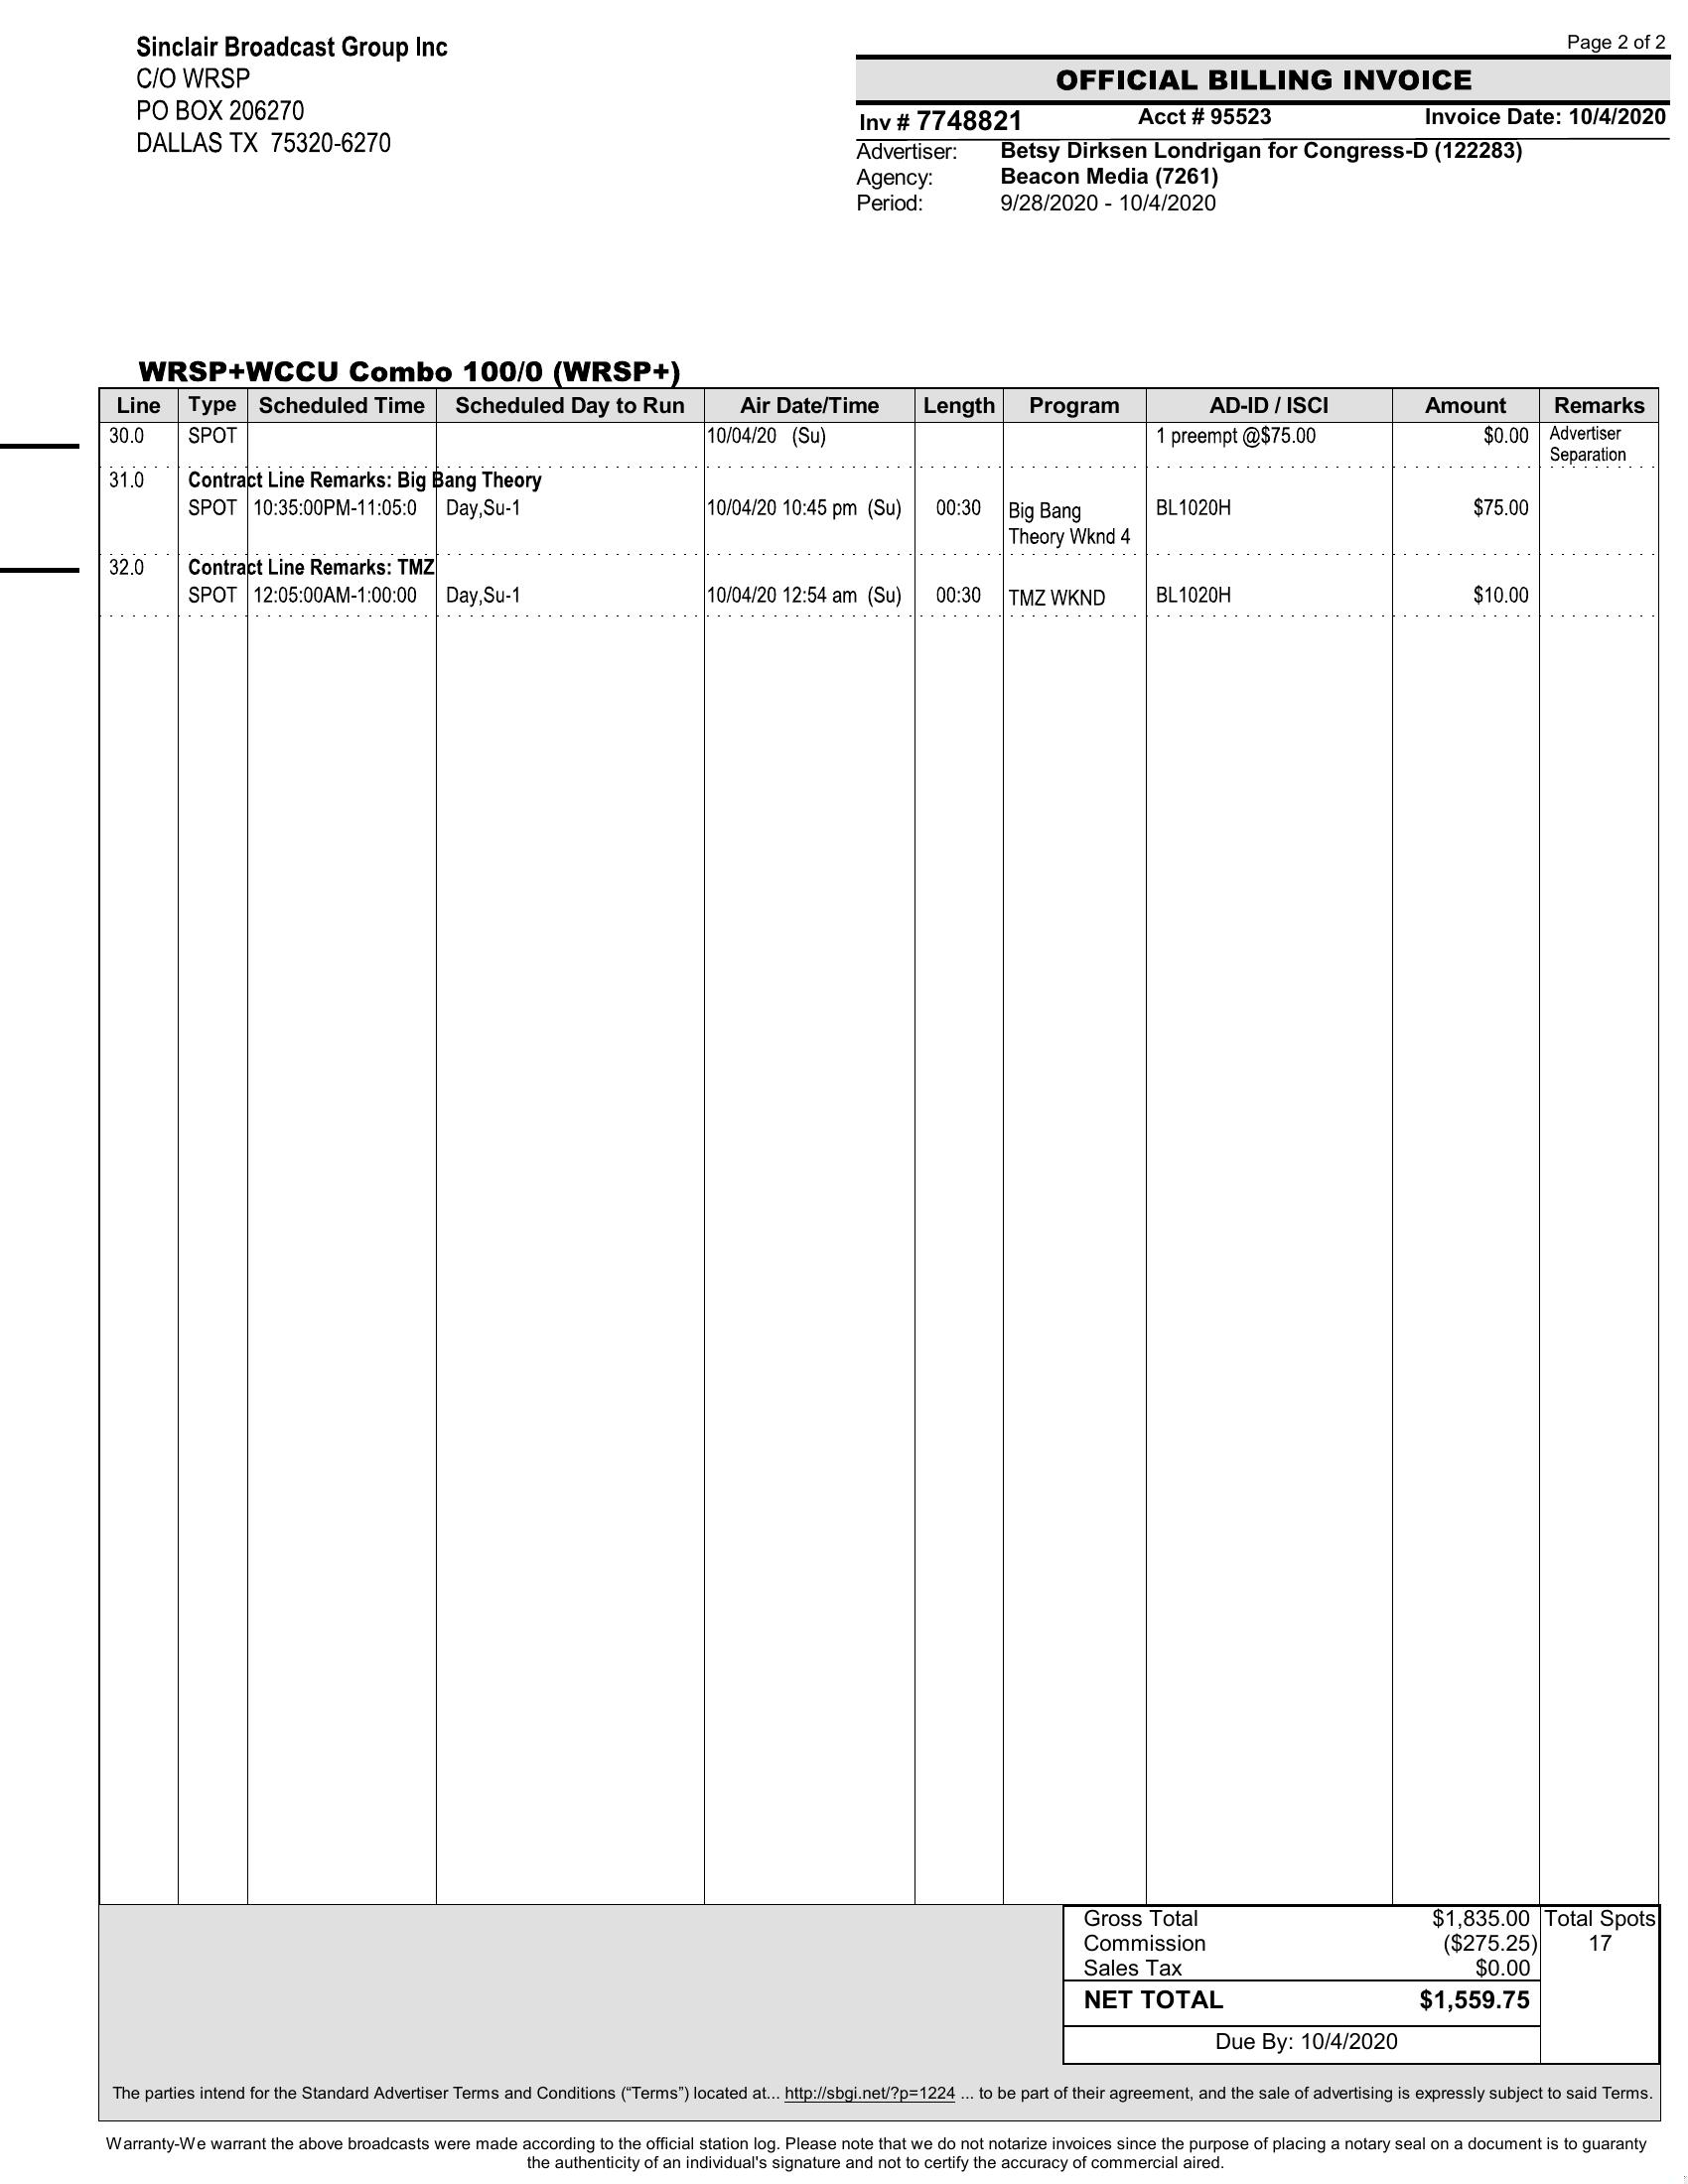 Sinclair Broadcast Group Inc
C/O WRSP
PO BOX 206270
DALLAS TX 75320-6270
Page 2 of 2
OFFICIAL BILLING INVOICE
Inv # 7748821 Acct # 95523 Invoice Date: 10/4/2020
Advertiser: Betsy Dirksen Londrigan for Congress-D (122283)
Agency: Beacon Media (7261)
Period: 9/28/2020 - 10/4/2020
WRSP+WCCU Combo 100/0 (WRSP+)
Line Type Scheduled Time Scheduled Day to Run Air Date/Time Length Program AD-ID / ISCI Amount Remarks
30.0 SPOT 10/04/20 (Su) 1 preempt @$75.00 $0.00 Advertiser
Separation
31.0 Contract Line Remarks: Big Bang Theory
SPOT 10:35:00PM-11:05:0 Day,Su-1 10/04/20 10:45 pm (Su) 00:30 Big Bang BL1020H $75.00
Theory Wknd 4
32.0 Contract Line Remarks: TMZ
SPOT 12:05:00AM-1:00:00 Day,Su-1 10/04/20 12:54 am (Su) 00:30 TMZ WKND BL1020H $10.00
Gross Total $1,835.00 Total Spots
Commission ($275.25) 17
Sales Tax $0.00
NET TOTAL $1,559.75
Due By: 10/4/2020
The parties intend for the Standard Advertiser Terms and Conditions (“Terms”) located at... http://sbgi.net/?p=1224 ... to be part of their agreement, and the sale of advertising is expressly subject to said Terms.
Warranty-We warrant the above broadcasts were made according to the official station log. Please note that we do not notarize invoices since the purpose of placing a notary seal on a document is to guaranty
the authenticity of an individual's signature and not to certify the accuracy of commercial aired.